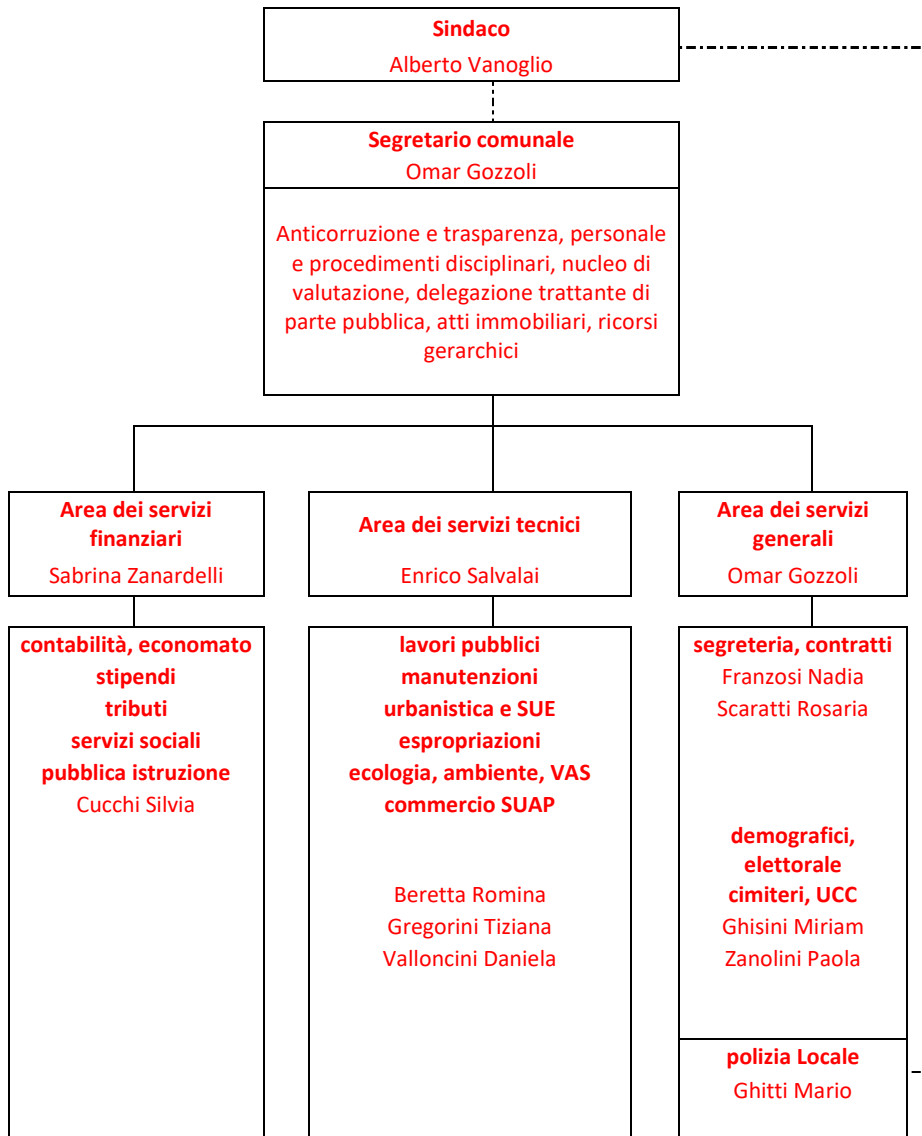 Sindaco
Alberto Vanoglio
Segretario comunale
Omar Gozzoli
Anticorruzione e trasparenza, personale
e procedimenti disciplinari, nucleo di
valutazione, delegazione trattante di
parte pubblica, atti immobiliari, ricorsi
gerarchici
Area dei servizi
finanziari
Sabrina Zanardelli
Area dei servizi tecnici
Enrico Salvalai
Area dei servizi
generali
Omar Gozzoli
contabilità, economato
stipendi
tributi
servizi sociali
pubblica istruzione
Cucchi Silvia
lavori pubblici
manutenzioni
urbanistica e SUE
espropriazioni
ecologia, ambiente, VAS
commercio SUAP
Beretta Romina
Gregorini Tiziana
Valloncini Daniela
segreteria, contratti
Franzosi Nadia
Scaratti Rosaria
demografici,
elettorale
cimiteri, UCC
Ghisini Miriam
Zanolini Paola
polizia Locale
Ghitti Mario